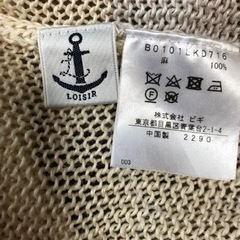 LOISIR
B0101LKD716
麻 100%
株式会社 ビギ
東京都目黒区青葉台2-1-4
中国製 2290
003